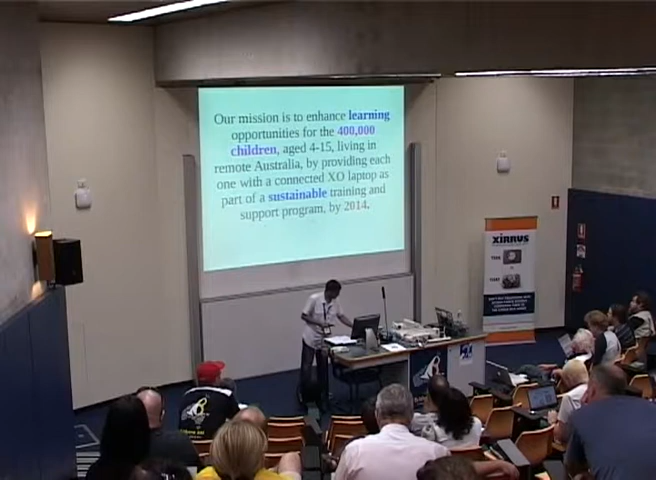 Our mission is to enhance learning
opportunities for the 400,000
children, aged 4-15, living in
remote Australia, by providing each
one with a connected XO laptop as
part of a sustainable training and
support program, by 2014.
XIRRUS